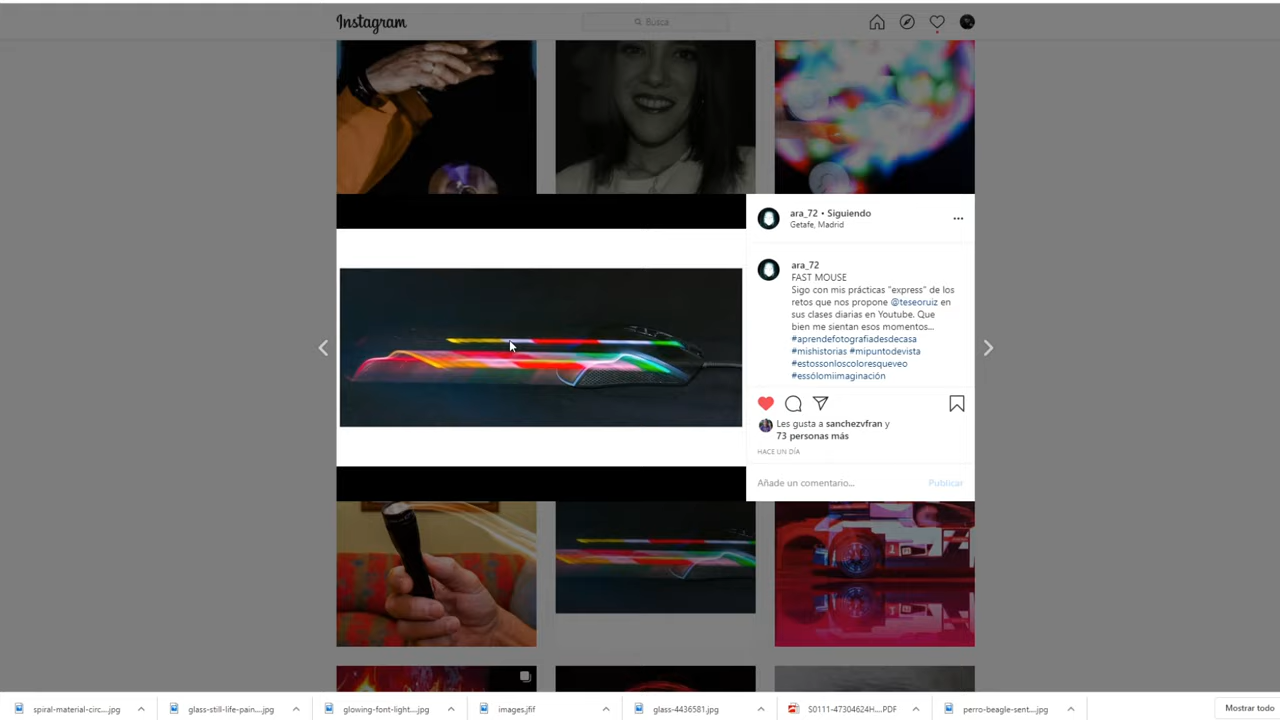 Instagram
Busca
ara_72 • Siguiendo
Getafe, Madrid
ara_72
FAST MOUSE
Sigo con mis prácticas "express" de los
retos que nos propone @teseoruiz en
sus clases diarias en Youtube. Que
bien me sientan esos momentos...
#aprendefotografiadesdecasa
#mishistorias #mipuntodevista
#estossonloscoloresqueveo
#essólomiimaginación
Les gusta a sanchezvfran y
73 personas más
HACE UN DÍA
Añade un comentario... Publicar
spiral-material-circ....jpg
glass-still-life-pain....jpg
glowing-font-light....jpg
images.jfif
glass-4436581.jpg
S0111-47304624H....PDF
perro-beagle-sent....jpg
Mostrar todo